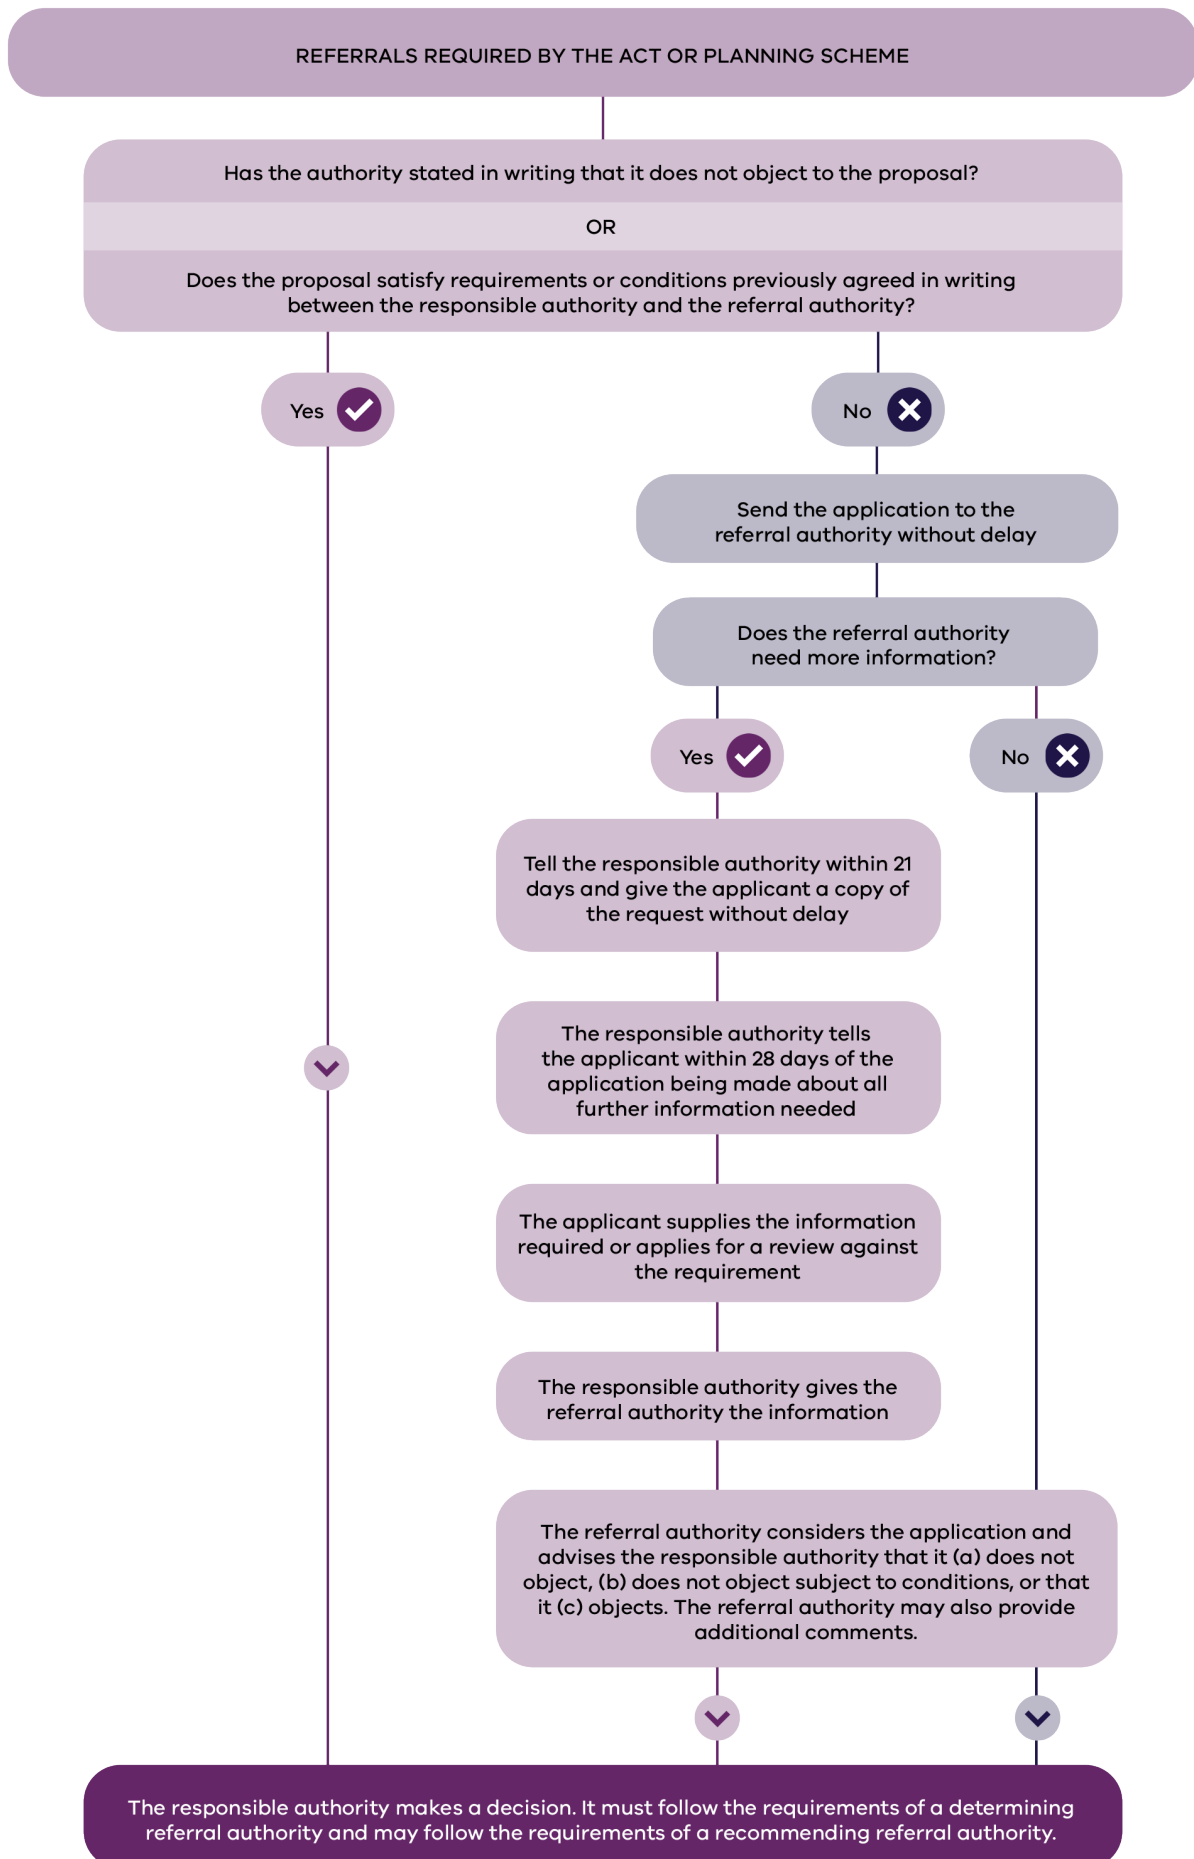 REFERRALS REQUIRED BY THE ACT OR PLANNING SCHEME
Has the authority stated in writing that it does not object to the proposal?
OR
Does the proposal satisfy requirements or conditions previously agreed in writing
between the responsible authority and the referral authority?
Yes
No
Send the application to the
referral authority without delay
Does the referral authority
need more information?
Yes
No
Tell the responsible authority within 21
days and give the applicant a copy of
the request without delay
The responsible authority tells
the applicant within 28 days of the
application being made about all
further information needed
The applicant supplies the information
required or applies for a review against
the requirement
The responsible authority gives the
referral authority the information
The referral authority considers the application and
advises the responsible authority that it (a) does not
object, (b) does not object subject to conditions, or that
it (c) objects. The referral authority may also provide
additional comments.
The responsible authority makes a decision. It must follow the requirements of a determining
referral authority and may follow the requirements of a recommending referral authority.